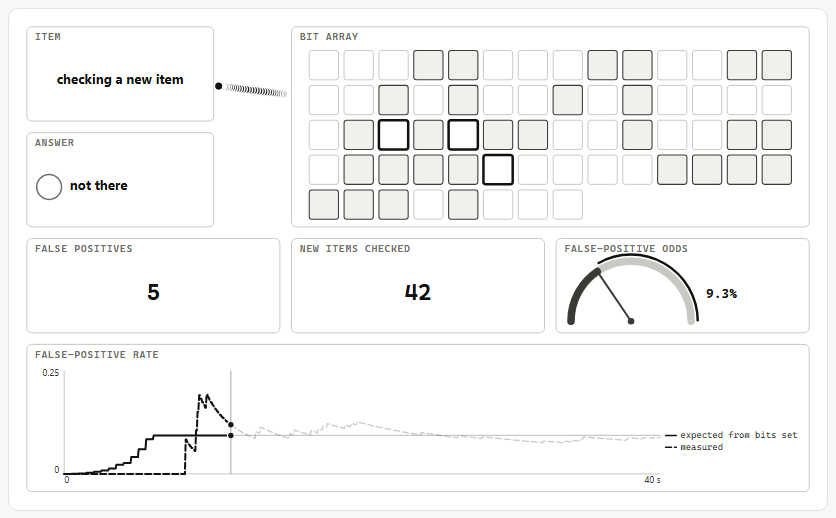 ITEM
checking a new item
ANSWER
not there
BIT ARRAY
FALSE POSITIVES
5
NEW ITEMS CHECKED
42
FALSE-POSITIVE ODDS
9.3%
FALSE-POSITIVE RATE
0.25
0
0
40 s
expected from bits set
measured